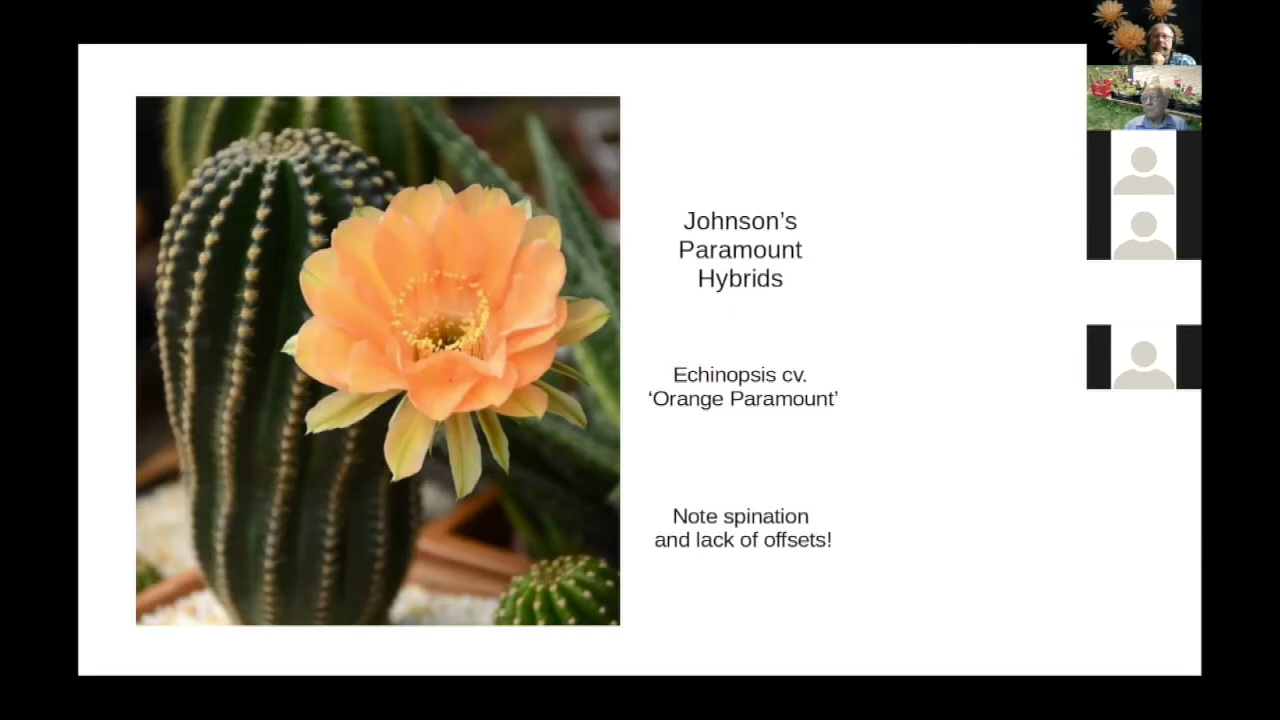 Johnson’s
Paramount
Hybrids
Echinopsis cv.
‘Orange Paramount’
Note spination
and lack of offsets!